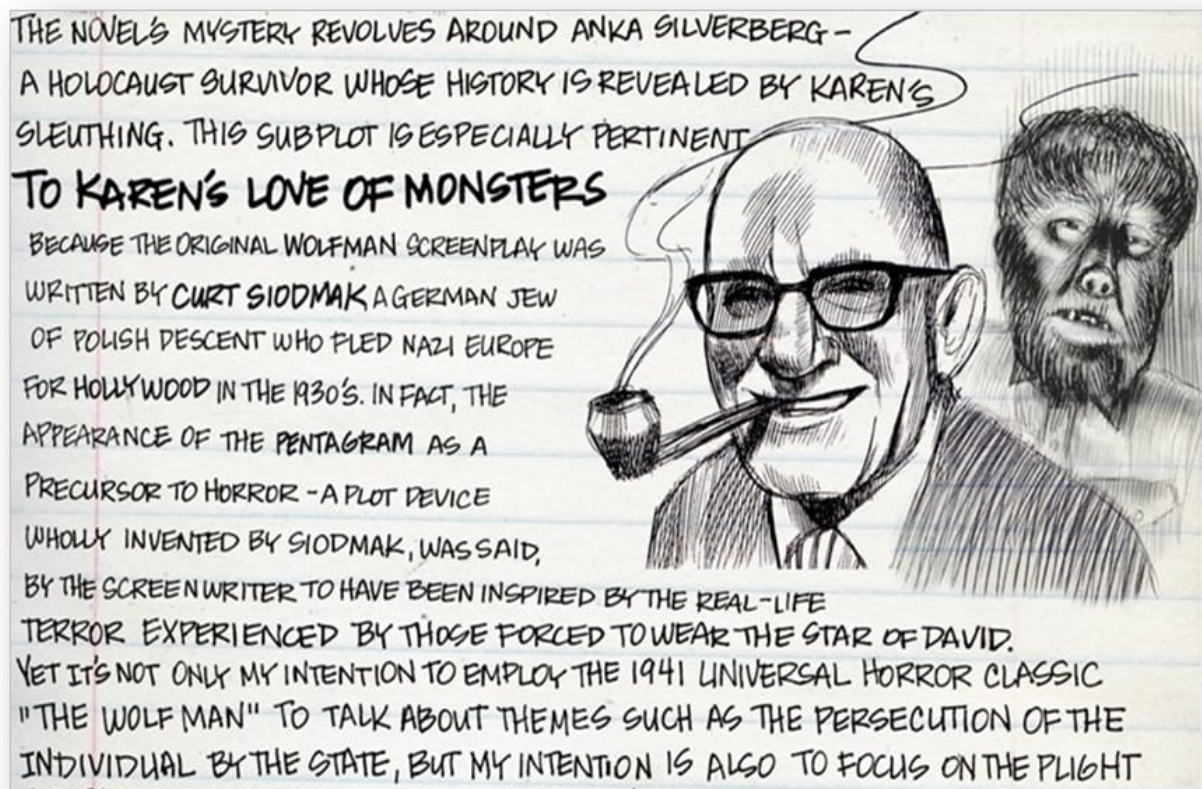 THE NOVEL'S MYSTERY REVOLVES AROUND ANKA SILVERBERG-
A HOLOCAUST SURVIVOR WHOSE HISTORY IS REVEALED BY KAREN'S
SLEUTHING. THIS SUBPLOT IS ESPECIALLY PERTINENT
TO KAREN'S LOVE OF MONSTERS
BECAUSE THE ORIGINAL WOLFMAN SCREENPLAY WAS
WRITTEN BY CURT SIODMAK A GERMAN JEW
OF POLISH DESCENT WHO FLED NAZI EUROPE
FOR HOLLYWOOD IN THE 1930'S. IN FACT, THE
APPEARANCE OF THE PENTAGRAM AS A
PRECURSOR TO HORROR - A PLOT DEVICE
WHOLLY INVENTED BY SIODMAK, WAS SAID,
BY THE SCREENWRITER TO HAVE BEEN INSPIRED BY THE REAL-LIFE
TERROR EXPERIENCED BY THOSE FORCED TO WEAR THE STAR OF DAVID.
YET IT'S NOT ONLY MY INTENTION TO EMPLOY THE 1941 UNIVERSAL HORROR CLASSIC
"THE WOLF MAN" TO TALK ABOUT THEMES SUCH AS THE PERSECUTION OF THE
INDIVIDUAL BY THE STATE, BUT MY INTENTION IS ALSO TO FOCUS ON THE PLIGHT